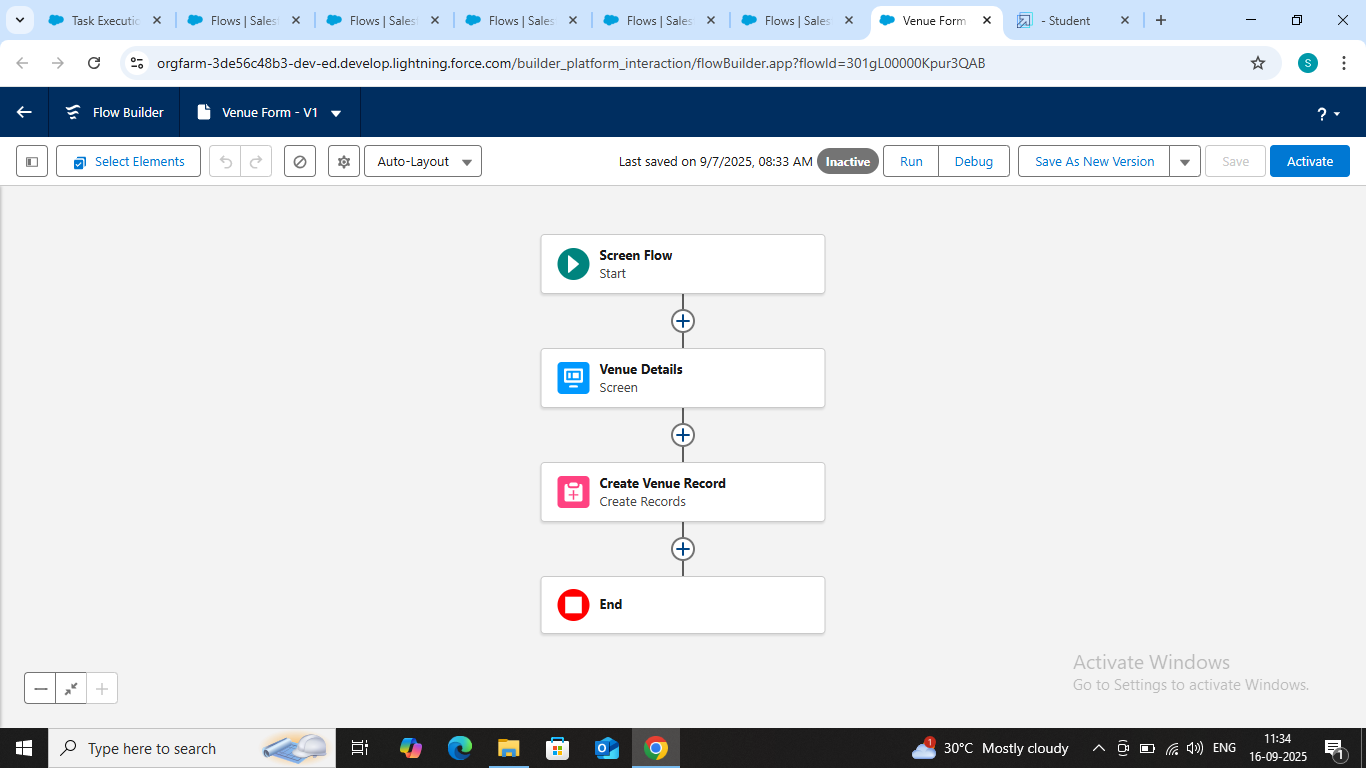 Task Executio
Flows | Sales
Flows | Sales
Flows | Sales
Flows | Sales
Flows | Sales
Venue Form
- Student
orgfarm-3de56c48b3-dev-ed.develop.lightning.force.com/builder_platform_interaction/flowBuilder.app?flowId=301gL00000Kpur3QAB
S
Flow Builder
Venue Form - V1
?
Select Elements
Auto-Layout
Last saved on 9/7/2025, 08:33 AM
Inactive
Run
Debug
Save As New Version
Save
Activate
Screen Flow
Start
Venue Details
Screen
Create Venue Record
Create Records
End
Activate Windows
Go to Settings to activate Windows.
Type here to search
1
30°C Mostly cloudy
ENG
11:34
16-09-2025
1